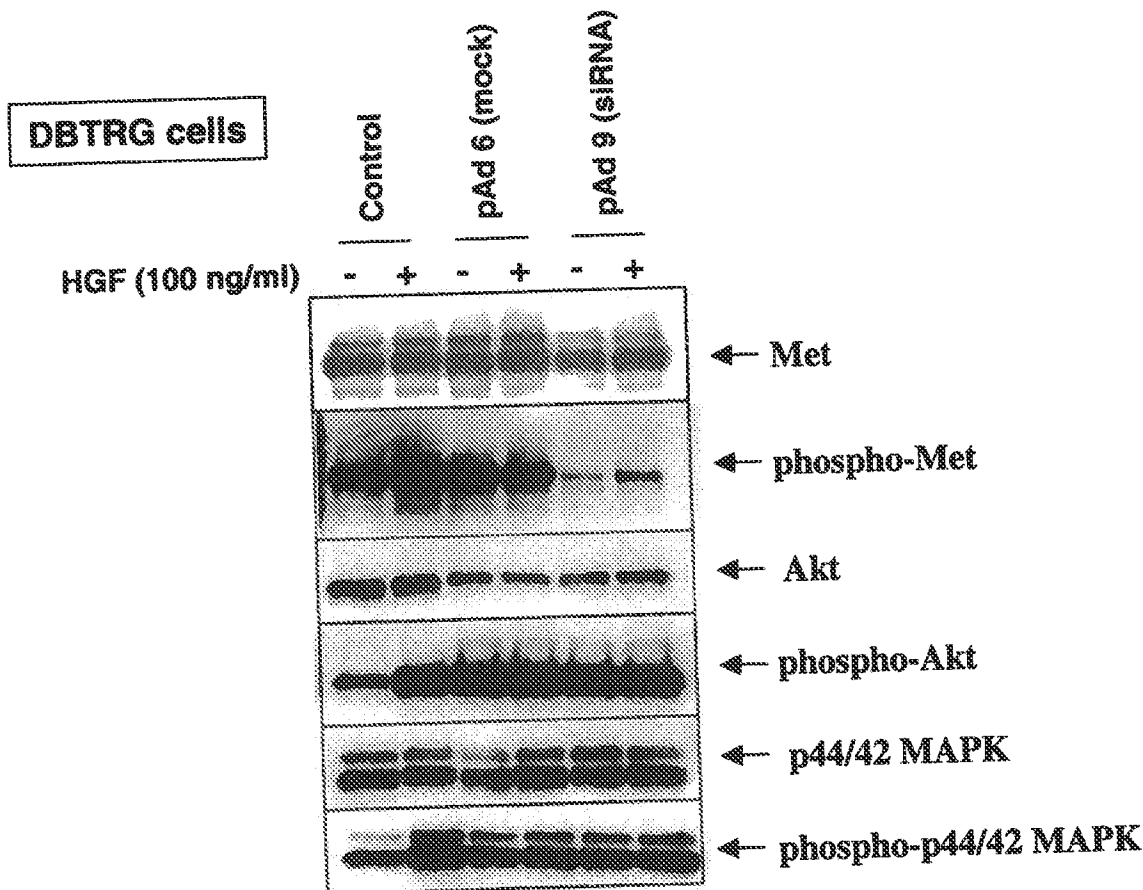 DBTRG cells
Control
pAd 6 (mock)
pAd 9 (siRNA)
HGF (100 ng/ml) - + - + - +
Met
phospho-Met
Akt
phospho-Akt
p44/42 MAPK
phospho-p44/42 MAPK